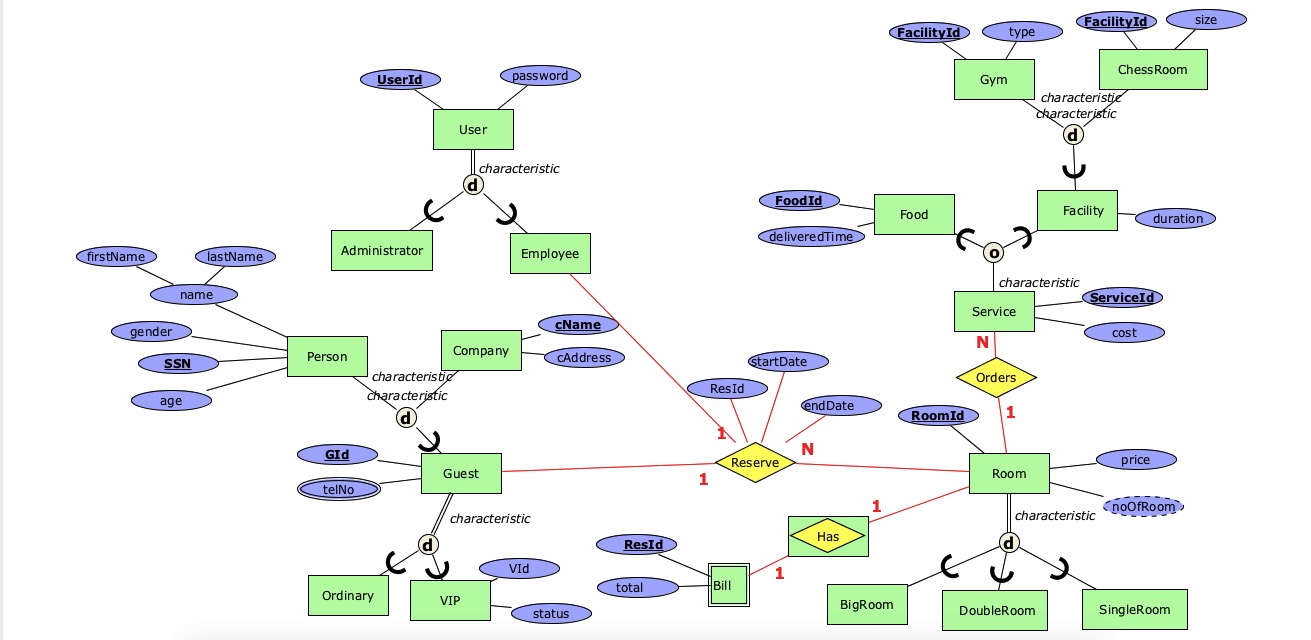 FacilityId
type
FacilityId
size
Gym
ChessRoom
characteristic
characteristic
d
UserId
password
User
characteristic
d
Administrator
Employee
FoodId
deliveredTime
Food
Facility
duration
o
characteristic
Service
ServiceId
cost
N
Orders
1
firstName
lastName
name
gender
SSN
age
Person
Company
cName
cAddress
characteristic
characteristic
d
GId
telNo
Guest
characteristic
d
Ordinary
VIP
VId
status
ResId
startDate
endDate
1
N
Reserve
1
RoomId
Room
price
noOfRoom
characteristic
d
BigRoom
DoubleRoom
SingleRoom
1
Has
1
ResId
total
Bill